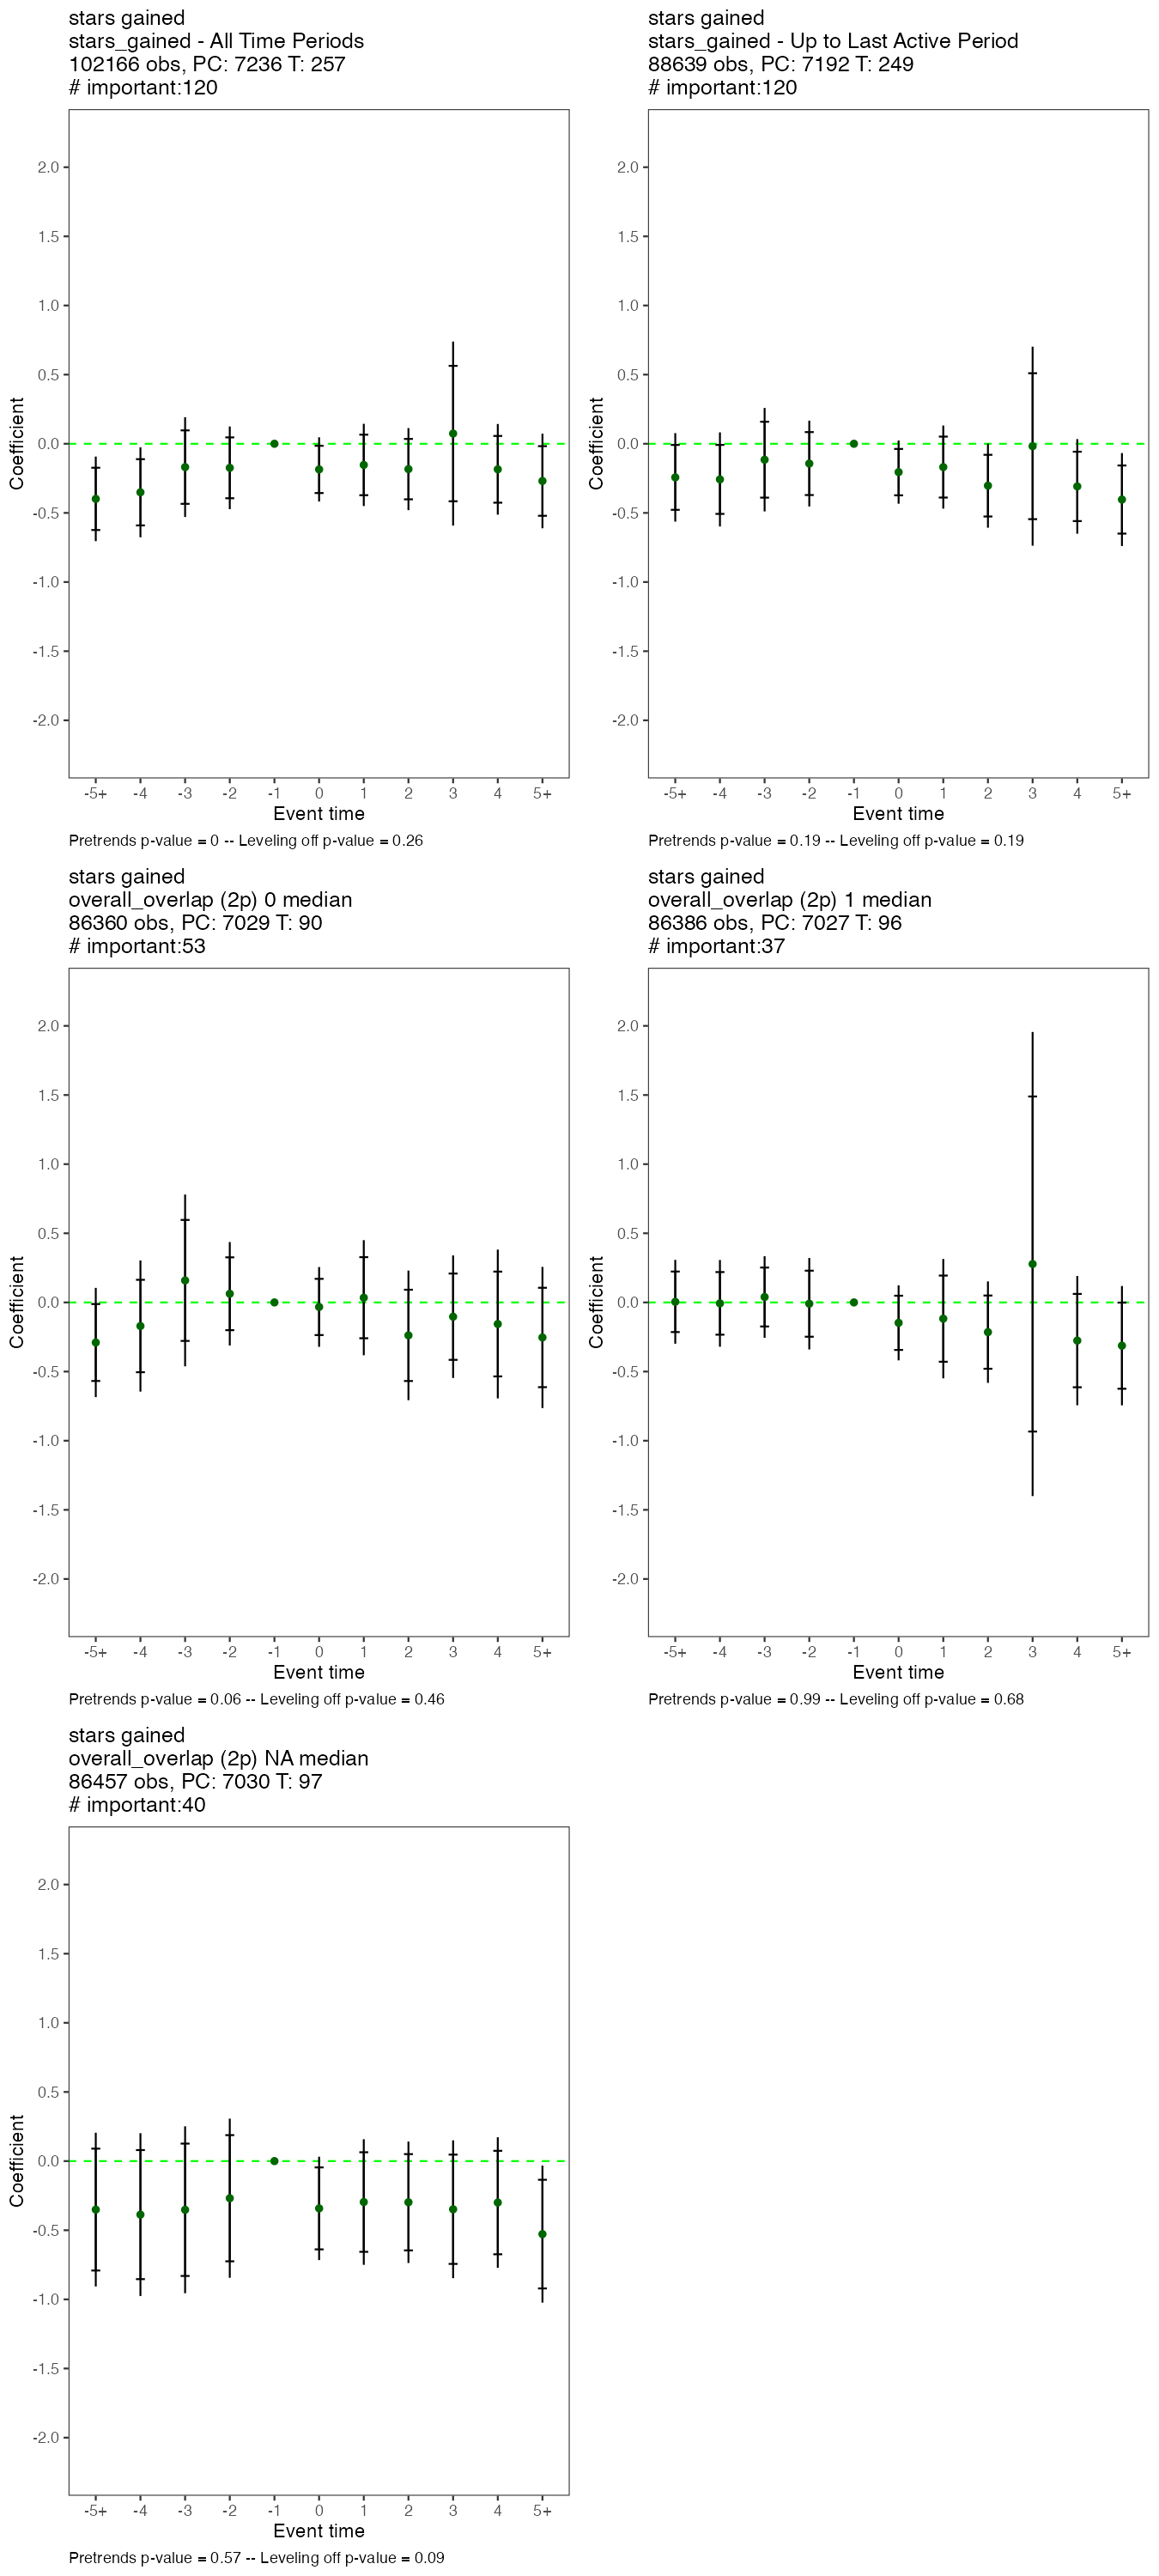 stars gained
stars_gained - All Time Periods
102166 obs, PC: 7236 T: 257
# important:120
2.0
1.5
1.0
0.5
0.0
-0.5
-1.0
-1.5
-2.0
Coefficient
-5+ -4 -3 -2 -1 0 1 2 3 4 5+
Event time
Pretrends p-value = 0 -- Leveling off p-value = 0.26
stars gained
stars_gained - Up to Last Active Period
88639 obs, PC: 7192 T: 249
# important:120
2.0
1.5
1.0
0.5
0.0
-0.5
-1.0
-1.5
-2.0
Coefficient
-5+ -4 -3 -2 -1 0 1 2 3 4 5+
Event time
Pretrends p-value = 0.19 -- Leveling off p-value = 0.19
stars gained
overall_overlap (2p) 0 median
86360 obs, PC: 7029 T: 90
# important:53
2.0
1.5
1.0
0.5
0.0
-0.5
-1.0
-1.5
-2.0
Coefficient
-5+ -4 -3 -2 -1 0 1 2 3 4 5+
Event time
Pretrends p-value = 0.06 -- Leveling off p-value = 0.46
stars gained
overall_overlap (2p) 1 median
86386 obs, PC: 7027 T: 96
# important:37
2.0
1.5
1.0
0.5
0.0
-0.5
-1.0
-1.5
-2.0
Coefficient
-5+ -4 -3 -2 -1 0 1 2 3 4 5+
Event time
Pretrends p-value = 0.99 -- Leveling off p-value = 0.68
stars gained
overall_overlap (2p) NA median
86457 obs, PC: 7030 T: 97
# important:40
2.0
1.5
1.0
0.5
0.0
-0.5
-1.0
-1.5
-2.0
Coefficient
-5+ -4 -3 -2 -1 0 1 2 3 4 5+
Event time
Pretrends p-value = 0.57 -- Leveling off p-value = 0.09